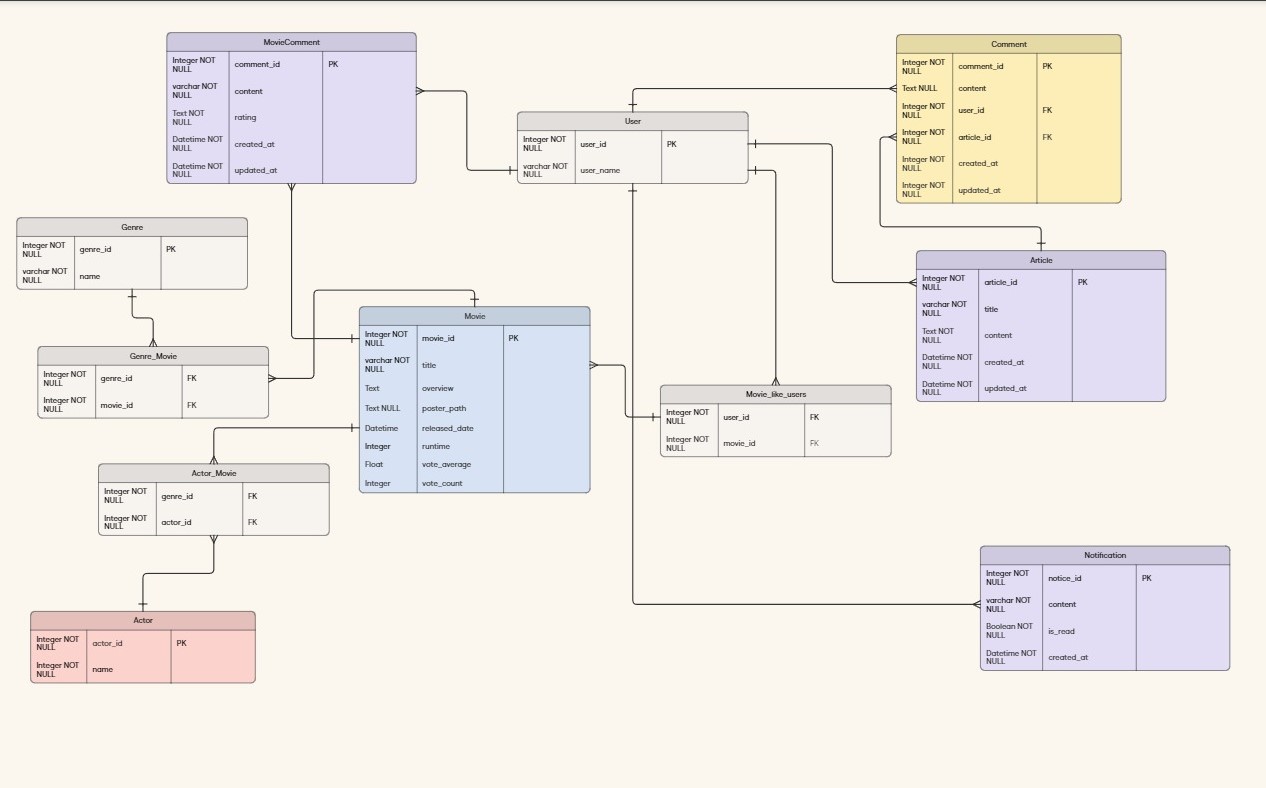 MovieComment
Integer NOT
NULL
comment_id
PK
varchar NOT
NULL
content
Text NOT
NULL
rating
Datetime NOT
NULL
created_at
Datetime NOT
NULL
updated_at
Comment
Integer NOT
NULL
comment_id
PK
Text NULL
content
Integer NOT
NULL
user_id
FK
Integer NOT
NULL
article_id
FK
Integer NOT
NULL
created_at
Integer NOT
NULL
updated_at
User
Integer NOT
NULL
user_id
PK
varchar NOT
NULL
user_name
Genre
Integer NOT
NULL
genre_id
PK
varchar NOT
NULL
name
Article
Integer NOT
NULL
article_id
PK
varchar NOT
NULL
title
Text NOT
NULL
content
Datetime NOT
NULL
created_at
Datetime NOT
NULL
updated_at
Movie
Integer NOT
NULL
movie_id
PK
varchar NOT
NULL
title
Text
overview
Text NULL
poster_path
Datetime
released_date
Integer
runtime
Float
vote_average
Integer
vote_count
Genre_Movie
Integer NOT
NULL
genre_id
FK
Integer NOT
NULL
movie_id
FK
Movie_like_users
Integer NOT
NULL
user_id
FK
Integer NOT
NULL
movie_id
FK
Actor_Movie
Integer NOT
NULL
genre_id
FK
Integer NOT
NULL
actor_id
FK
Notification
Integer NOT
NULL
notice_id
PK
varchar NOT
NULL
content
Boolean NOT
NULL
is_read
Datetime NOT
NULL
created_at
Actor
Integer NOT
NULL
actor_id
PK
Integer NOT
NULL
name